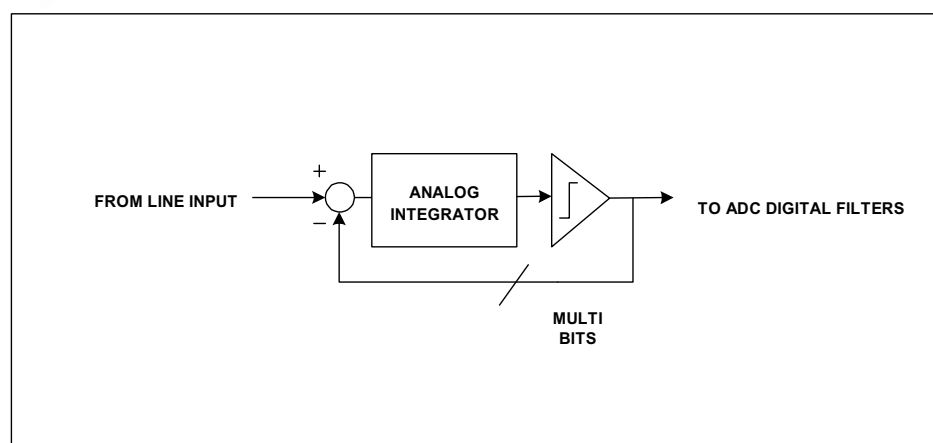 +
FROM LINE INPUT
−
ANALOG
INTEGRATOR
TO ADC DIGITAL FILTERS
MULTI
BITS